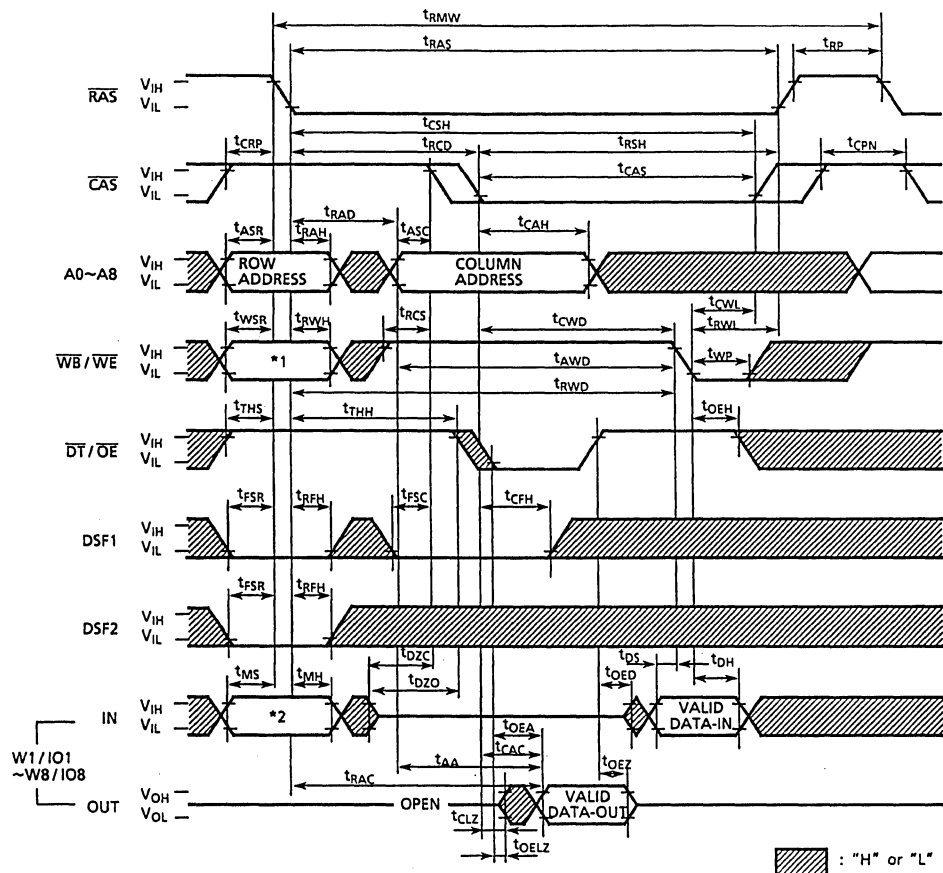 tRMW
tRAS
tRP
RAS
VIH
VIL
tCSH
tCRP
tRCD
tRSH
tCPN
CAS
VIH
VIL
tCAS
tRAD
tASR
tRAH
tASC
tCAH
A0~A8
VIH
VIL
ROW
ADDRESS
COLUMN
ADDRESS
tCWL
tWSR
tRWH
tRCS
tCWD
tRWL
WB/WE
VIH
VIL
*1
tAWD
tWP
tRWD
tTHS
tTHH
tOEH
DT/OE
VIH
VIL
tFSR
tRFH
tFSC
tCFH
DSF1
VIH
VIL
tFSR
tRFH
DSF2
VIH
VIL
tDZC
tDS
tDH
tMS
tMH
tDZO
tOED
IN
VIH
VIL
*2
VALID
DATA-IN
tOEA
W1/IO1
~W8/IO8
tCAC
tAA
tOEZ
tRAC
OUT
VOH
VOL
OPEN
VALID
DATA-OUT
tCLZ
tOELZ
: "H" or "L"